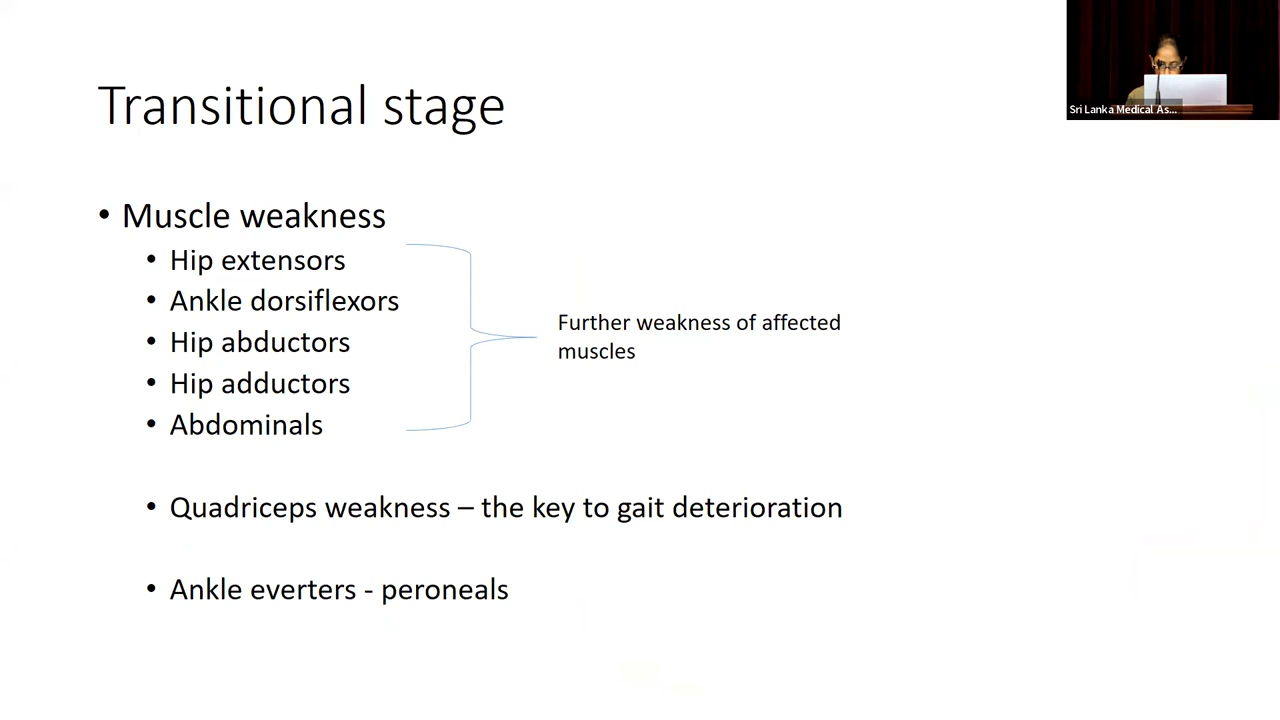 Transitional stage
Sri Lanka Medical As...
• Muscle weakness
• Hip extensors
• Ankle dorsiflexors
• Hip abductors
• Hip adductors
• Abdominals
Further weakness of affected
muscles
• Quadriceps weakness – the key to gait deterioration
• Ankle everters - peroneals